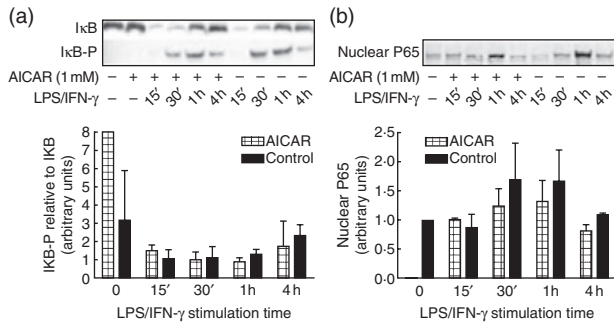 (a)
IκB
IκB-P
AICAR (1 mM) – + + + + + – – – –
LPS/IFN-γ – – 15′ 30′ 1h 4h 15′ 30′ 1h 4h
IKB-P relative to IKB
(arbitrary units)
8
7
6
5
4
3
2
1
AICAR
Control
0 15′ 30′ 1h 4h
LPS/IFN-γ stimulation time
(b)
Nuclear P65
AICAR (1 mM) – + + + + – – – –
LPS/IFN-γ – 15′ 30′ 1h 4h 15′ 30′ 1h 4h
Nuclear P65
(arbitrary units)
2·5
2·0
1·5
1·0
0·5
0·0
AICAR
Control
0 15′ 30′ 1h 4h
LPS/IFN-γ stimulation time